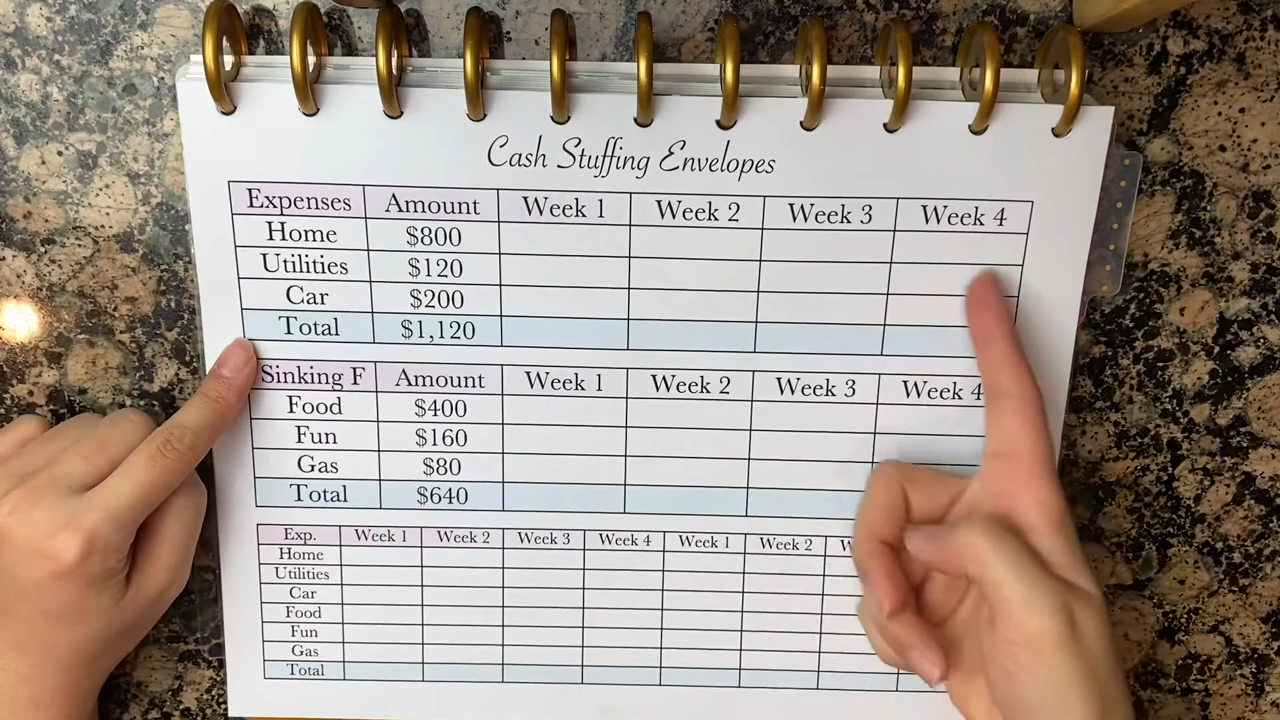 Cash Stuffing Envelopes
Expenses Amount Week 1 Week 2 Week 3 Week 4
Home $800
Utilities $120
Car $200
Total $1,120
Sinking F Amount Week 1 Week 2 Week 3 Week 4
Food $400
Fun $160
Gas $80
Total $640
Exp. Week 1 Week 2 Week 3 Week 4 Week 1 Week 2 W
Home
Utilities
Car
Food
Fun
Gas
Total